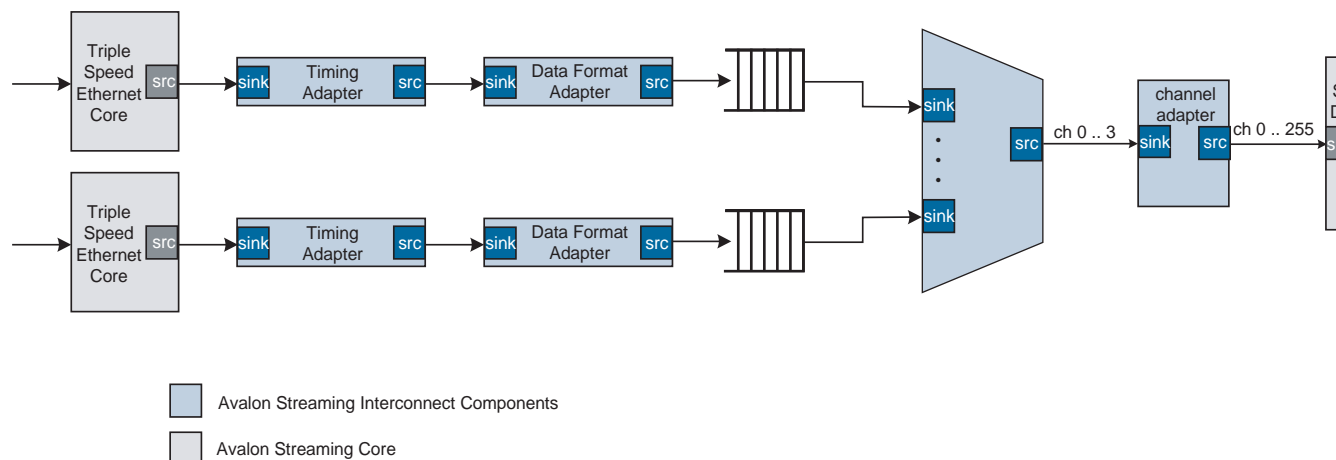 Triple
Speed
Ethernet
Core
src
sink
Timing
Adapter
src
sink
Data Format
Adapter
src
sink
sink
src
ch 0 .. 3
channel
adapter
sink
src
ch 0 .. 255
Triple
Speed
Ethernet
Core
src
sink
Timing
Adapter
src
sink
Data Format
Adapter
src
Avalon Streaming Interconnect Components
Avalon Streaming Core